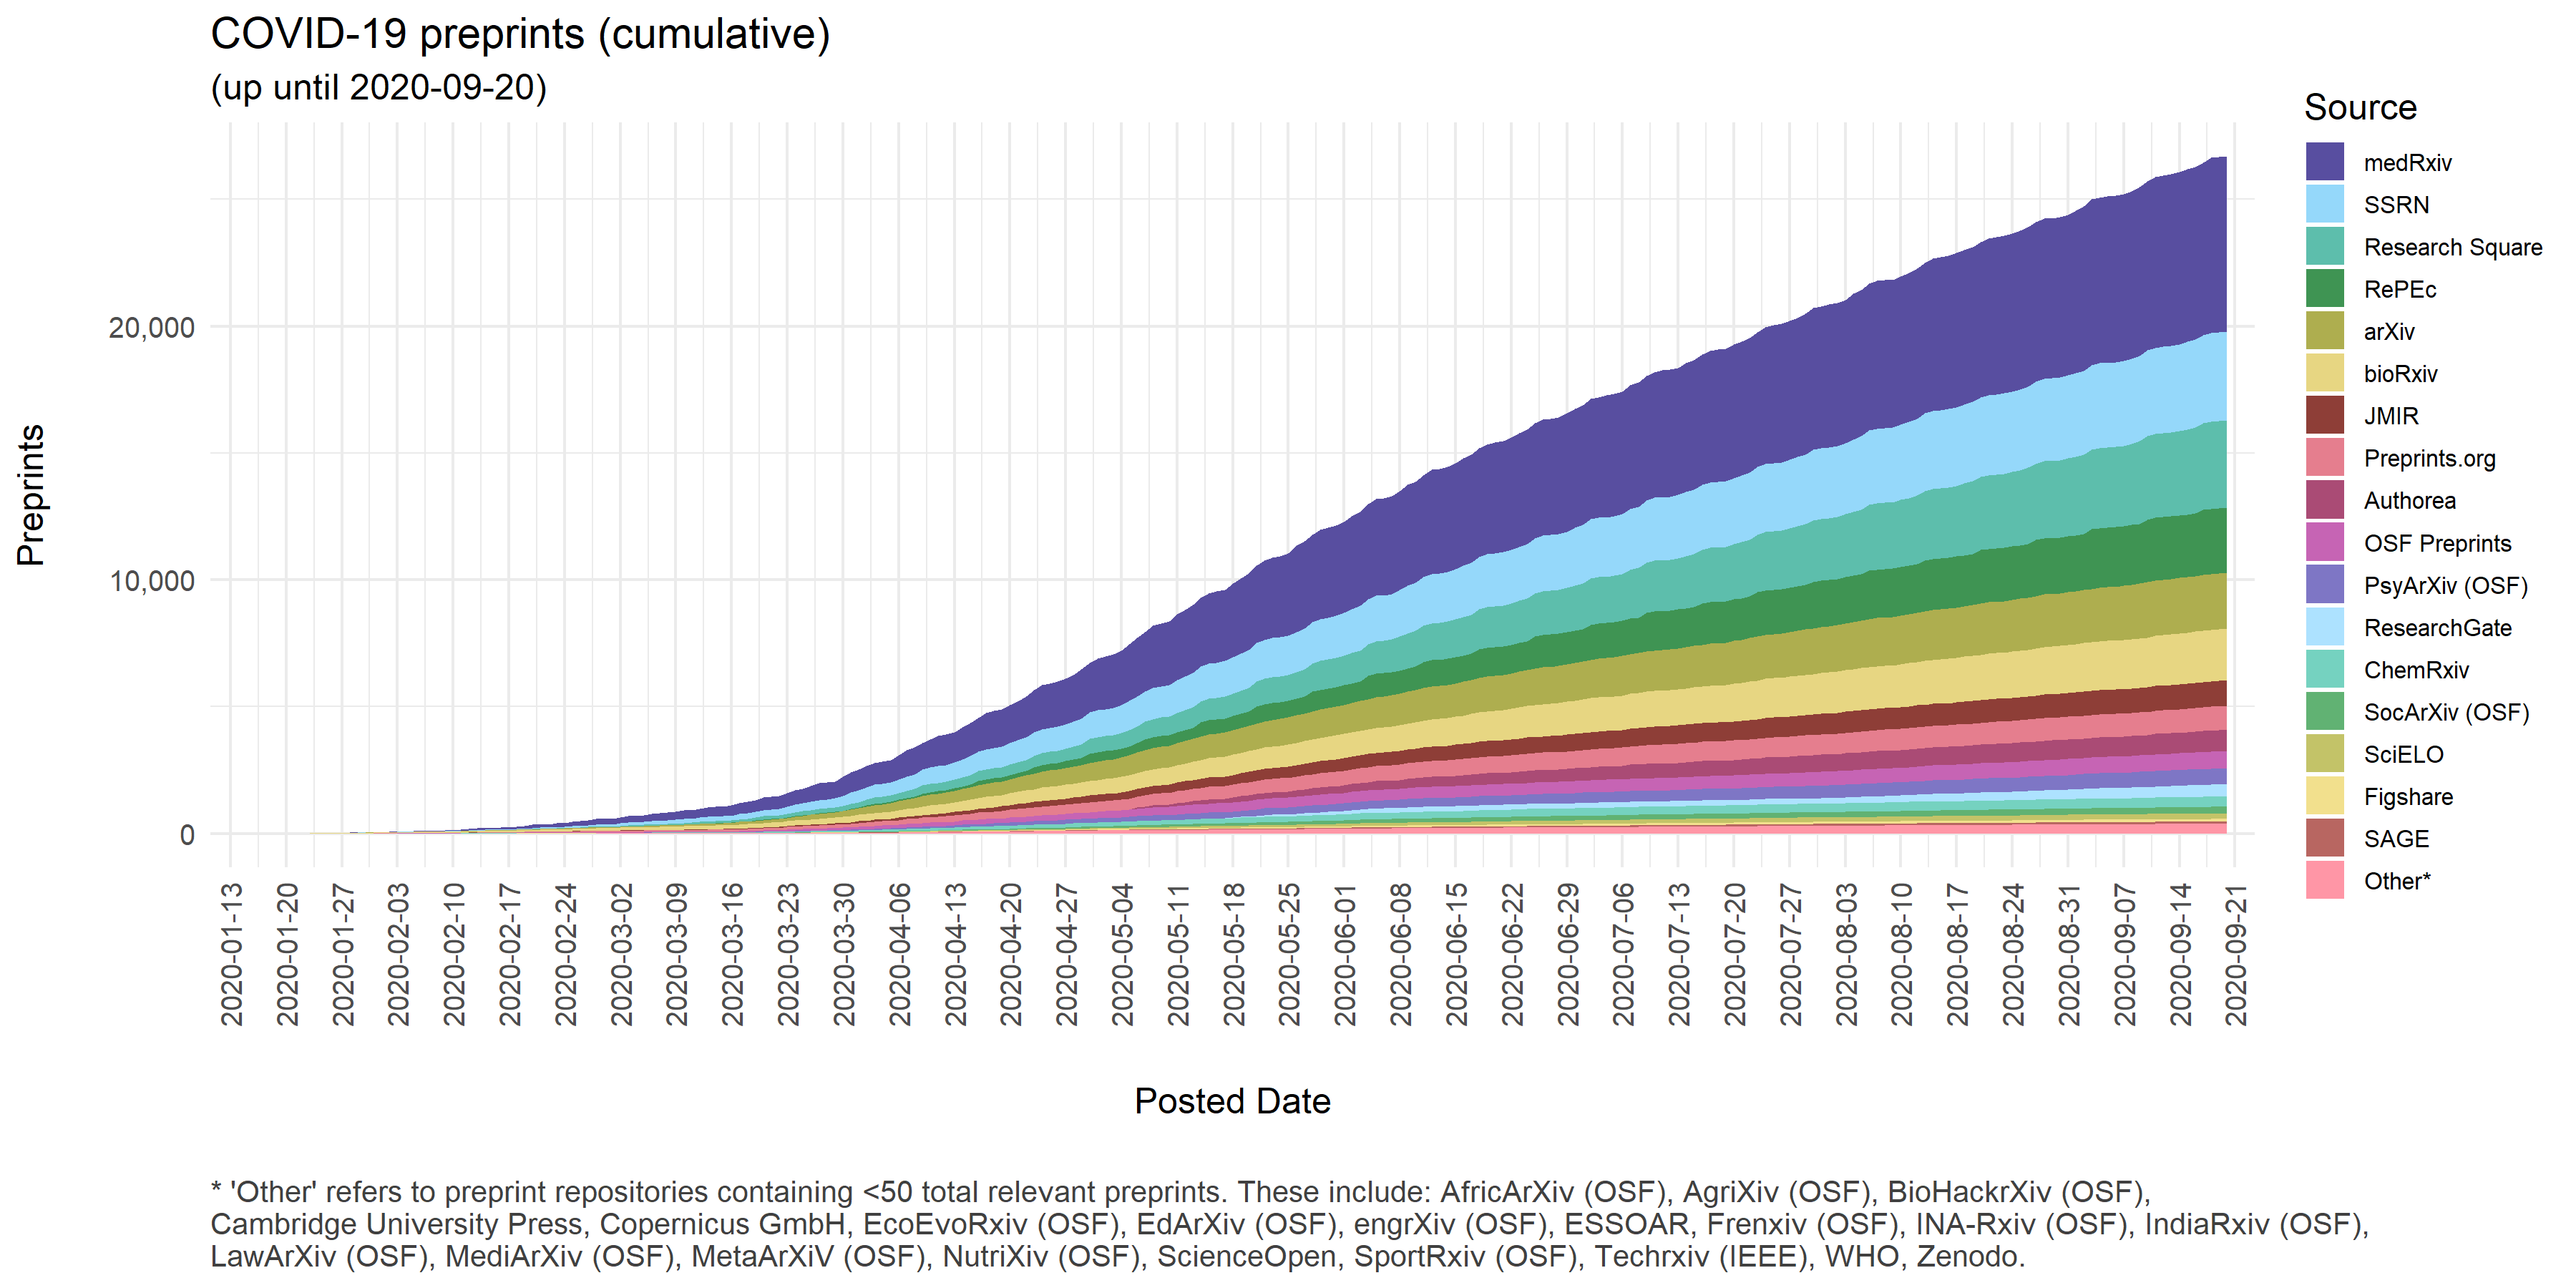 COVID-19 preprints (cumulative)
(up until 2020-09-20)
Preprints
20,000
10,000
0
2020-01-13
2020-01-20
2020-01-27
2020-02-03
2020-02-10
2020-02-17
2020-02-24
2020-03-02
2020-03-09
2020-03-16
2020-03-23
2020-03-30
2020-04-06
2020-04-13
2020-04-20
2020-04-27
2020-05-04
2020-05-11
2020-05-18
2020-05-25
2020-06-01
2020-06-08
2020-06-15
2020-06-22
2020-06-29
2020-07-06
2020-07-13
2020-07-20
2020-07-27
2020-08-03
2020-08-10
2020-08-17
2020-08-24
2020-08-31
2020-09-07
2020-09-14
2020-09-21
Posted Date
Source
medRxiv
SSRN
Research Square
RePEc
arXiv
bioRxiv
JMIR
Preprints.org
Authorea
OSF Preprints
PsyArXiv (OSF)
ResearchGate
ChemRxiv
SocArXiv (OSF)
SciELO
Figshare
SAGE
Other*
* 'Other' refers to preprint repositories containing <50 total relevant preprints. These include: AfricArXiv (OSF), AgriXiv (OSF), BioHackrXiv (OSF),
Cambridge University Press, Copernicus GmbH, EcoEvoRxiv (OSF), EdArXiv (OSF), engrXiv (OSF), ESSOAR, Frenxiv (OSF), INA-Rxiv (OSF), IndiaRxiv (OSF),
LawArXiv (OSF), MediArXiv (OSF), MetaArXiV (OSF), NutriXiv (OSF), ScienceOpen, SportRxiv (OSF), Techrxiv (IEEE), WHO, Zenodo.